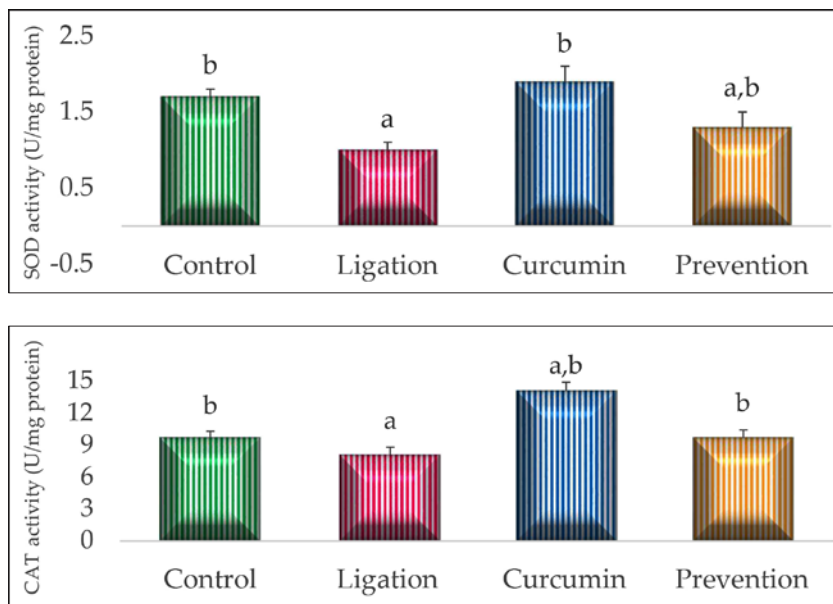 SOD activity (U/mg protein)
2.5
1.5
0.5
-0.5
b
a
b
a,b
Control Ligation Curcumin Prevention
CAT activity (U/mg protein)
15
12
9
6
3
0
b
a
a,b
b
Control Ligation Curcumin Prevention